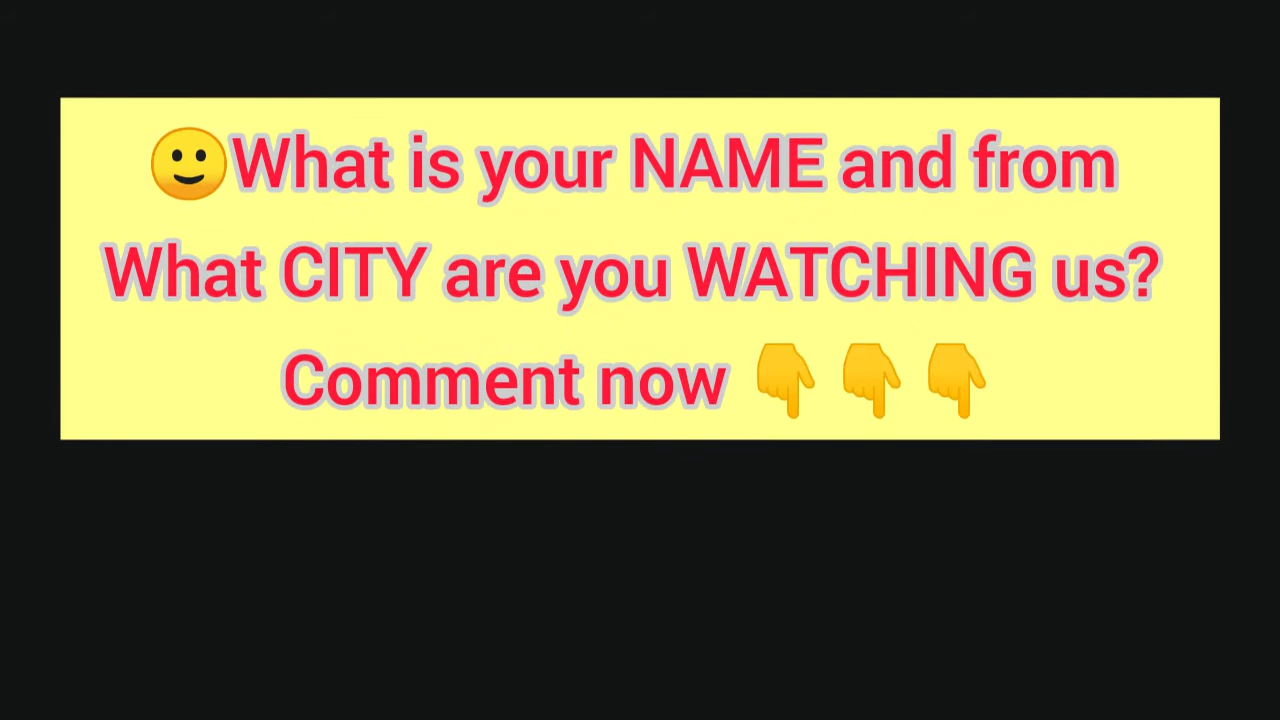 🙂What is your NAME and from
What CITY are you WATCHING us?
Comment now 👇👇👇